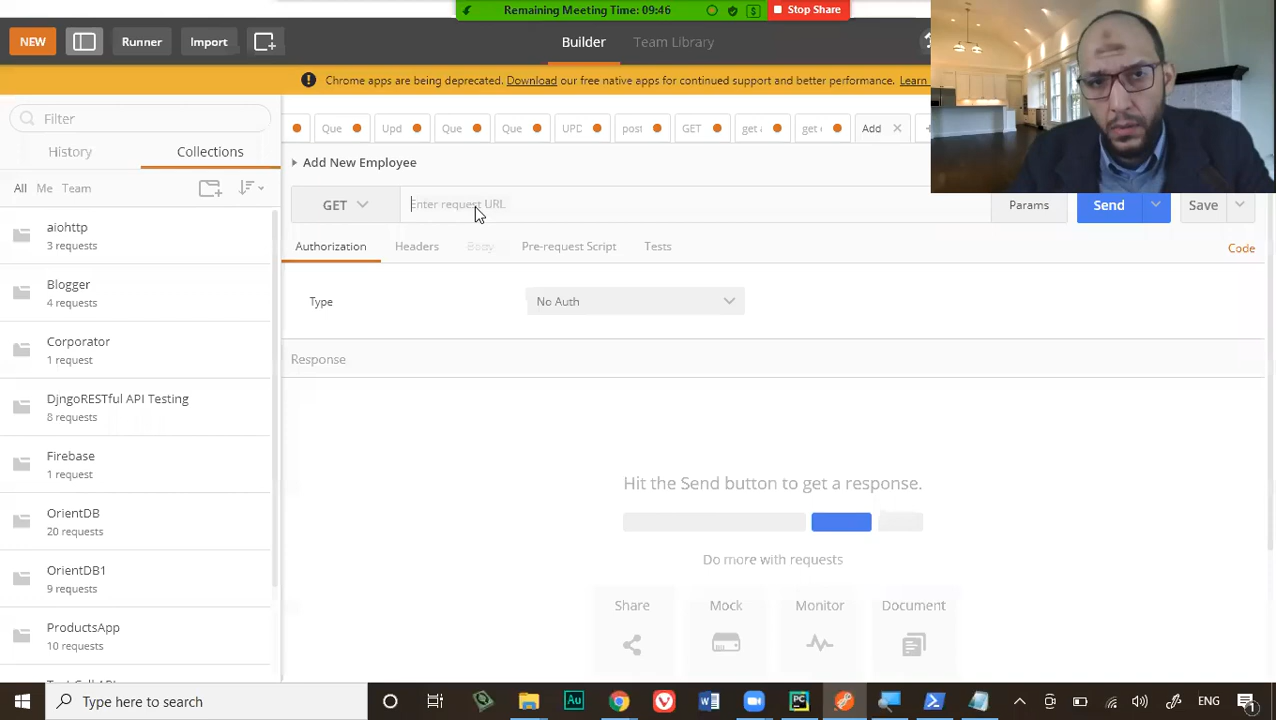 Remaining Meeting Time: 09:46
$
Stop Share
NEW
Runner
Import
Builder
Team Library
Chrome apps are being deprecated. Download our free native apps for continued support and better performance. Learn
Filter
Que
Upd
Que
Que
UPD
post
GET
get
get
Add
History
Collections
Add New Employee
All Me Team
GET
Enter request URL
Params
Send
Save
aiohttp
3 requests
Authorization
Headers
Body
Pre-request Script
Tests
Code
Blogger
4 requests
Type
No Auth
Corporator
1 request
Response
DjngoRESTful API Testing
8 requests
Firebase
1 request
Hit the Send button to get a response.
OrientDB
20 requests
Do more with requests
OrientDB1
9 requests
Share
Mock
Monitor
Document
ProductsApp
10 requests
Type here to search
Au
PC
ENG
1